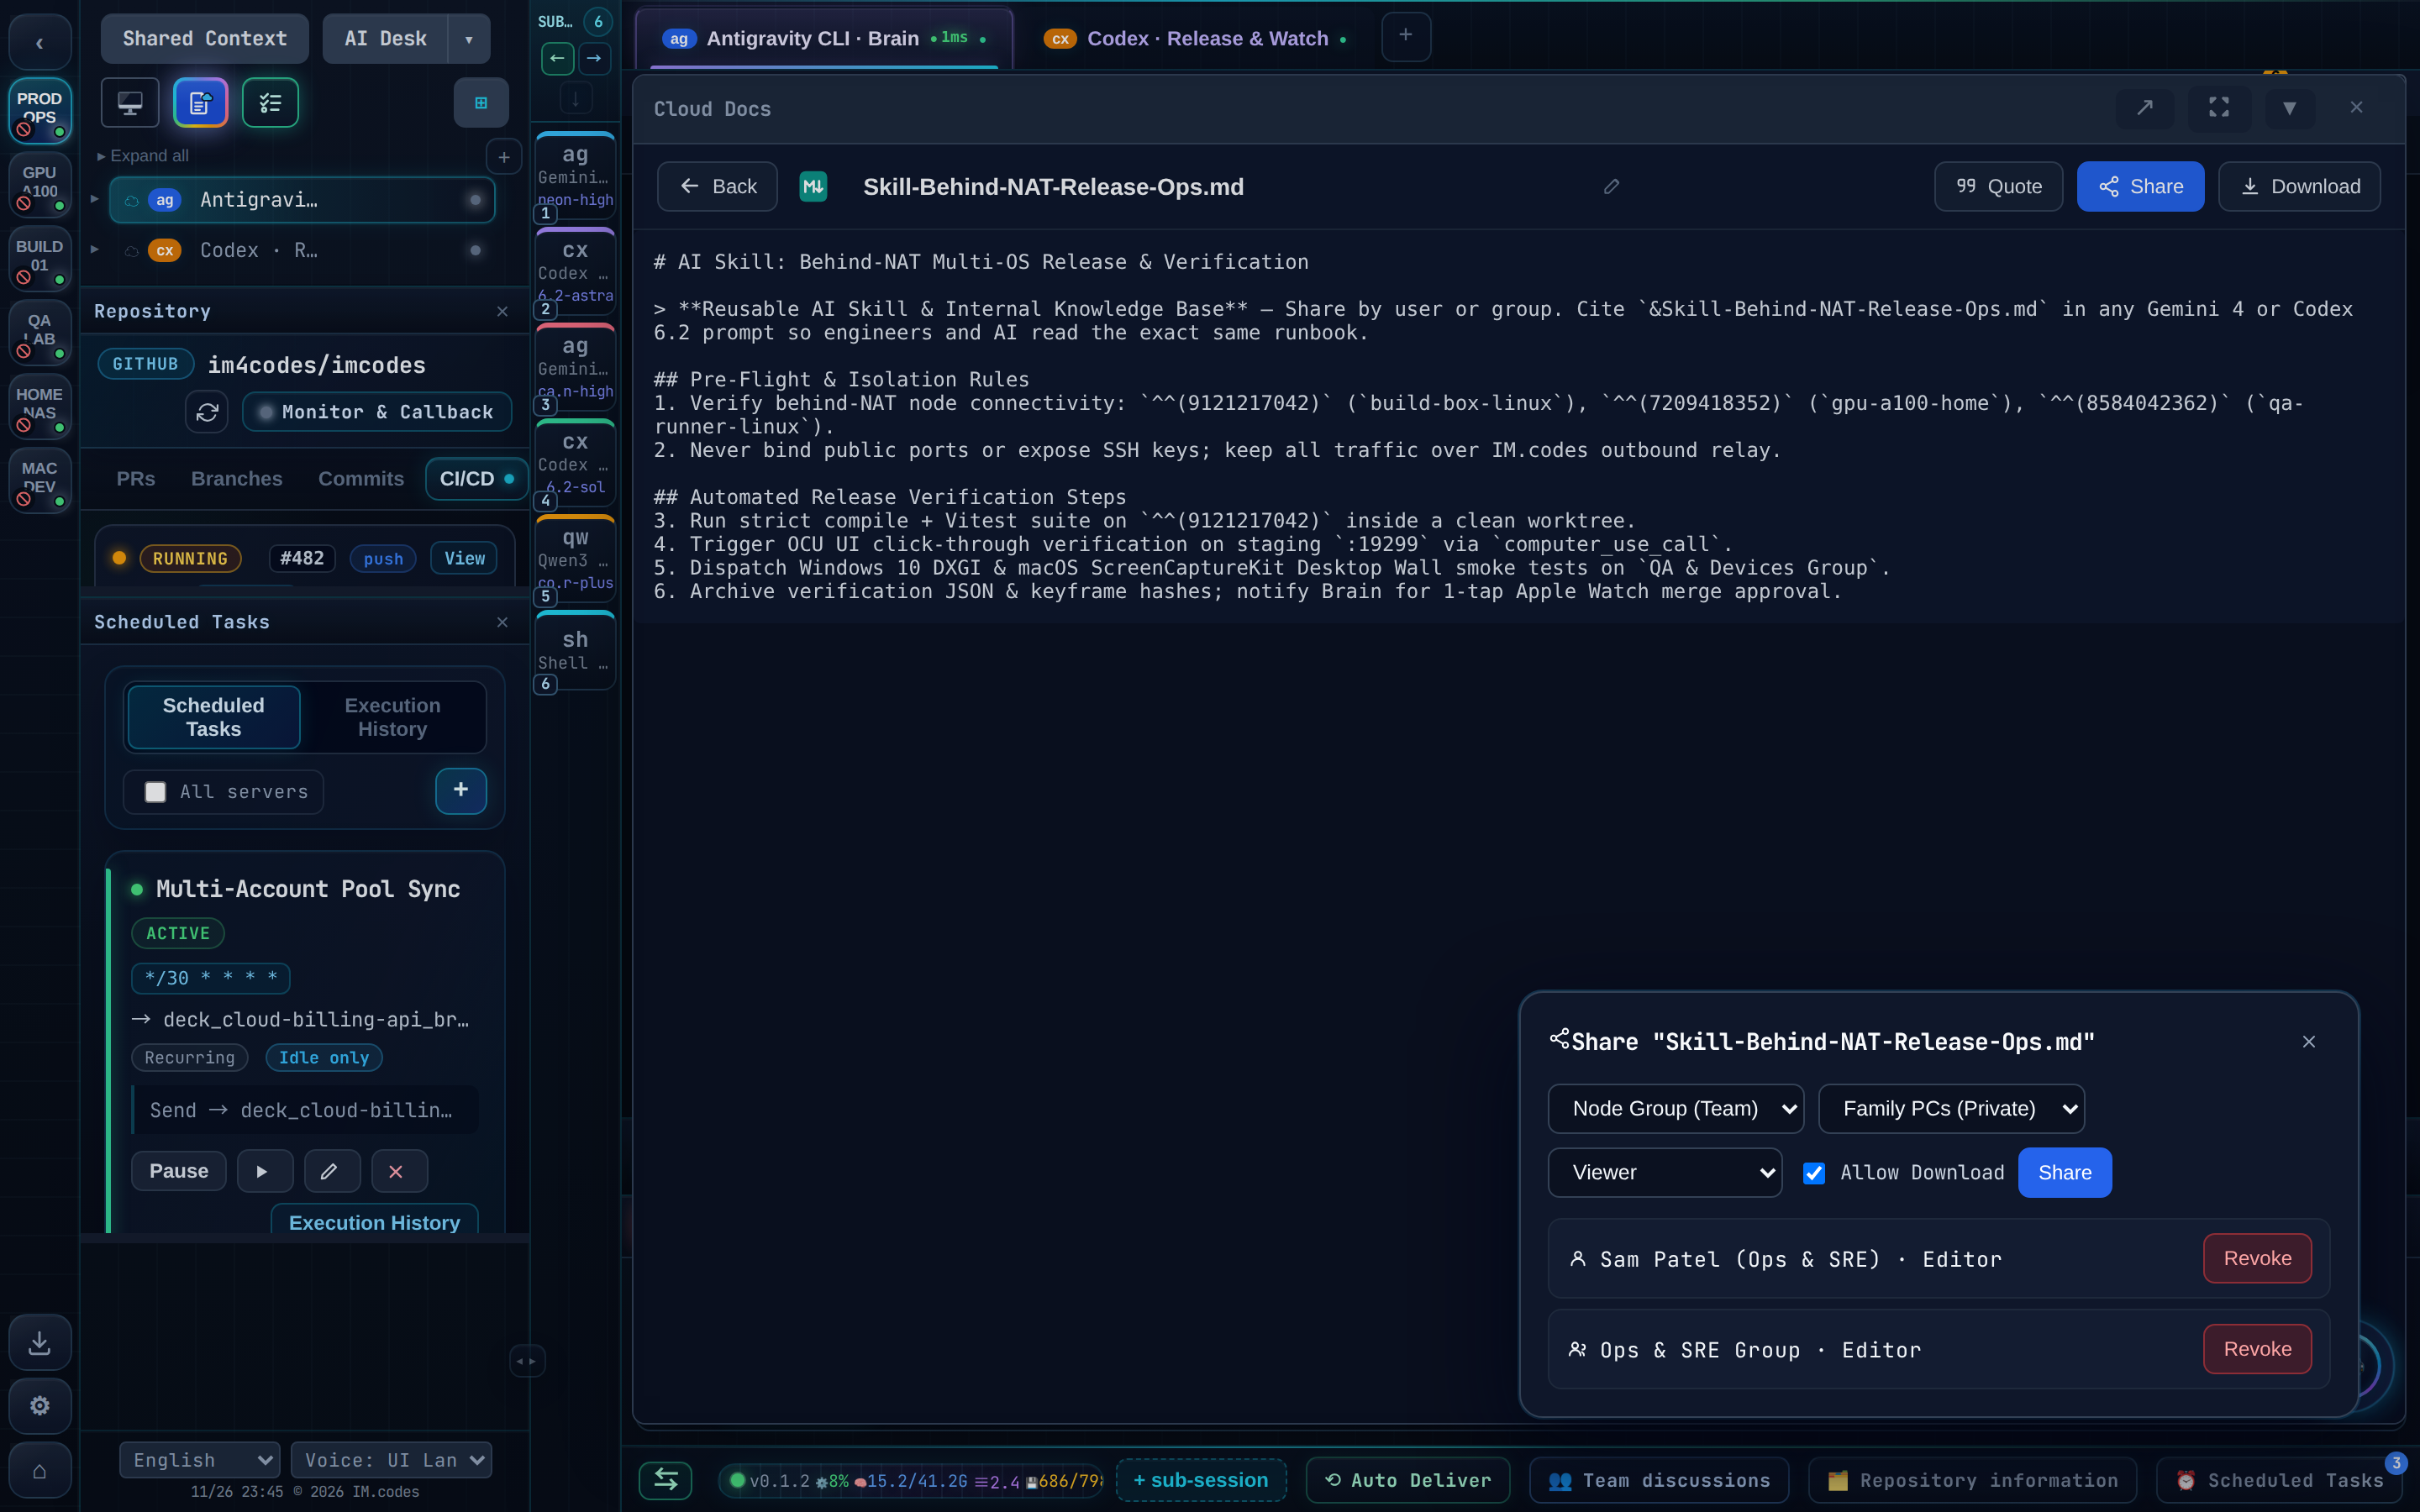 ‹
PROD
OPS
GPU
A100
BUILD
01
QA
LAB
HOME
NAS
MAC
DEV
Shared Context
AI Desk ▾
▸ Expand all
+
▸ ag Antigravi…
▸ cx Codex · R…
Repository ×
GITHUB im4codes/imcodes
Monitor & Callback
PRs Branches Commits CI/CD
RUNNING #482 push View
Scheduled Tasks ×
Scheduled
Tasks
Execution
History
All servers +
Multi-Account Pool Sync
ACTIVE
*/30 * * * *
→ deck_cloud-billing-api_br…
Recurring Idle only
Send → deck_cloud-billin…
Pause
Execution History
English
Voice: UI Lan
11/26 23:45 © 2026 IM.codes
SUB… 6
← →
↓
ag
Gemini…
neon-high
1
cx
Codex …
6.2-astra
2
ag
Gemini…
ca.n-high
3
cx
Codex …
6.2-sol
4
qw
Qwen3 …
co.r-plus
5
sh
Shell …
6
ag Antigravity CLI · Brain 1ms
cx Codex · Release & Watch
+
Cloud Docs ↗ ▼ ×
← Back M↓ Skill-Behind-NAT-Release-Ops.md Quote Share Download
# AI Skill: Behind-NAT Multi-OS Release & Verification
> **Reusable AI Skill & Internal Knowledge Base** — Share by user or group. Cite `&Skill-Behind-NAT-Release-Ops.md` in any Gemini 4 or Codex
6.2 prompt so engineers and AI read the exact same runbook.
## Pre-Flight & Isolation Rules
1. Verify behind-NAT node connectivity: `^^(9121217042)` (`build-box-linux`), `^^(7209418352)` (`gpu-a100-home`), `^^(8584042362)` (`qa-
runner-linux`).
2. Never bind public ports or expose SSH keys; keep all traffic over IM.codes outbound relay.
## Automated Release Verification Steps
3. Run strict compile + Vitest suite on `^^(9121217042)` inside a clean worktree.
4. Trigger OCU UI click-through verification on staging `:19299` via `computer_use_call`.
5. Dispatch Windows 10 DXGI & macOS ScreenCaptureKit Desktop Wall smoke tests on `QA & Devices Group`.
6. Archive verification JSON & keyframe hashes; notify Brain for 1-tap Apple Watch merge approval.
Share "Skill-Behind-NAT-Release-Ops.md" ×
Node Group (Team)
Family PCs (Private)
Viewer
Allow Download
Share
Sam Patel (Ops & SRE) · Editor Revoke
Ops & SRE Group · Editor Revoke
v0.1.2 8% 15.2/41.2G 2.4 686/798
+ sub-session
Auto Deliver
Team discussions
Repository information
Scheduled Tasks
3